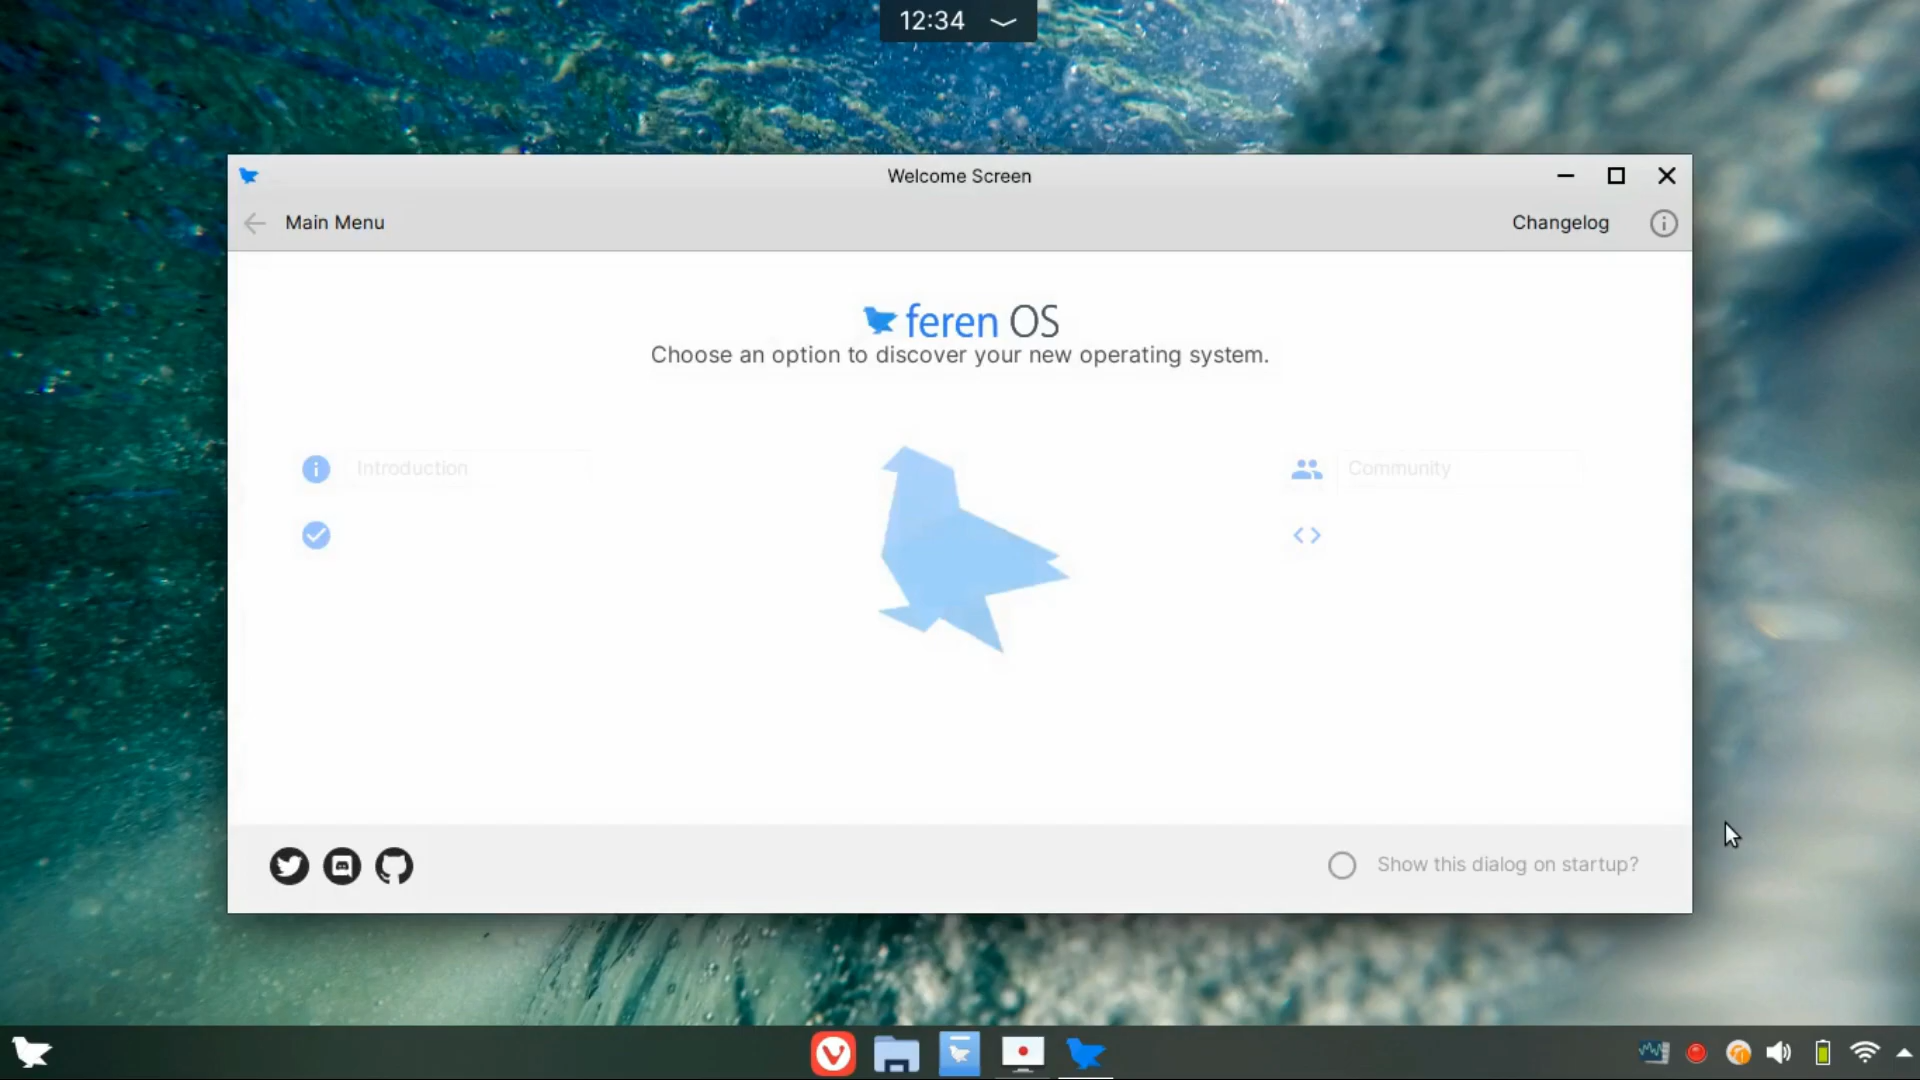 12:34
Welcome Screen
Main Menu
Changelog
feren OS
Choose an option to discover your new operating system.
Introduction
Community
Show this dialog on startup?